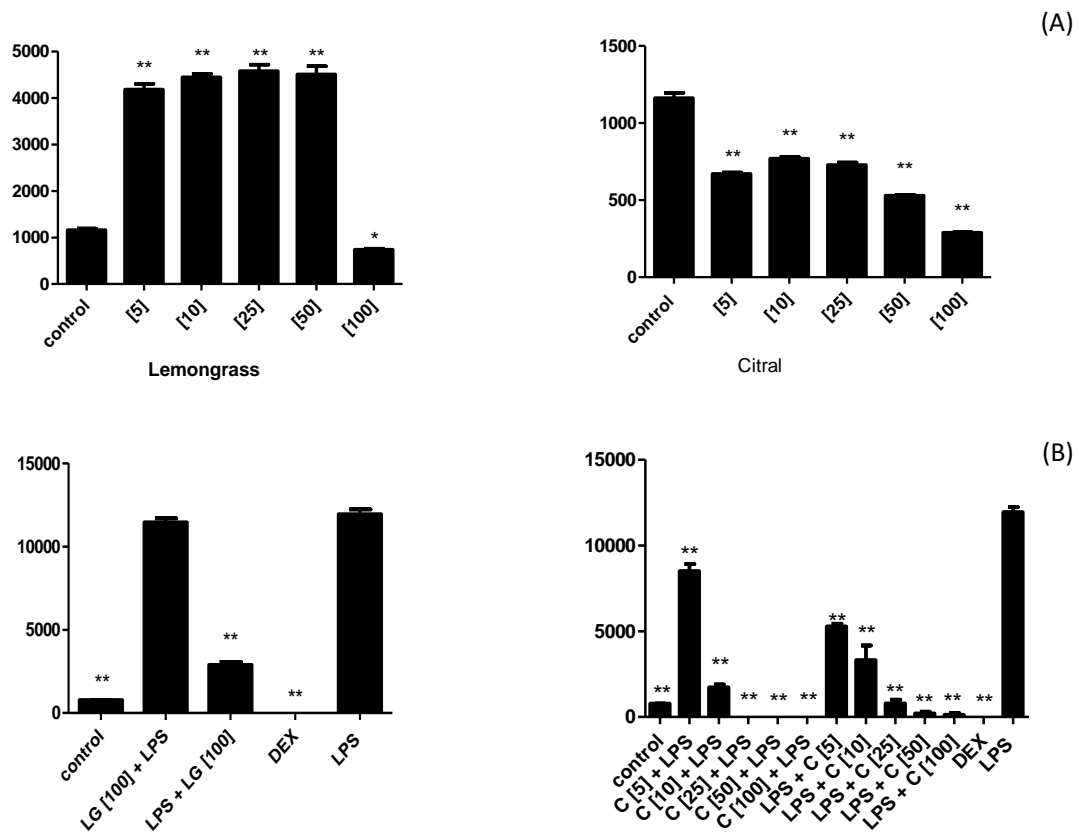 (A)
5000
4000
3000
2000
1000
0
** ** ** ** *
control [5] [10] [25] [50] [100]
Lemongrass
1500
1000
500
0
** ** ** ** **
control [5] [10] [25] [50] [100]
Citral
(B)
15000
10000
5000
0
** ** **
control LG [100] + LPS LPS + LG [100] DEX LPS
15000
10000
5000
0
** ** ** ** ** ** ** ** ** ** ** **
control C [5] + LPS C [10] + LPS C [25] + LPS C [50] + LPS C [100] + LPS LPS + C [5] LPS + C [10] LPS + C [25] LPS + C [50] LPS + C [100] DEX LPS